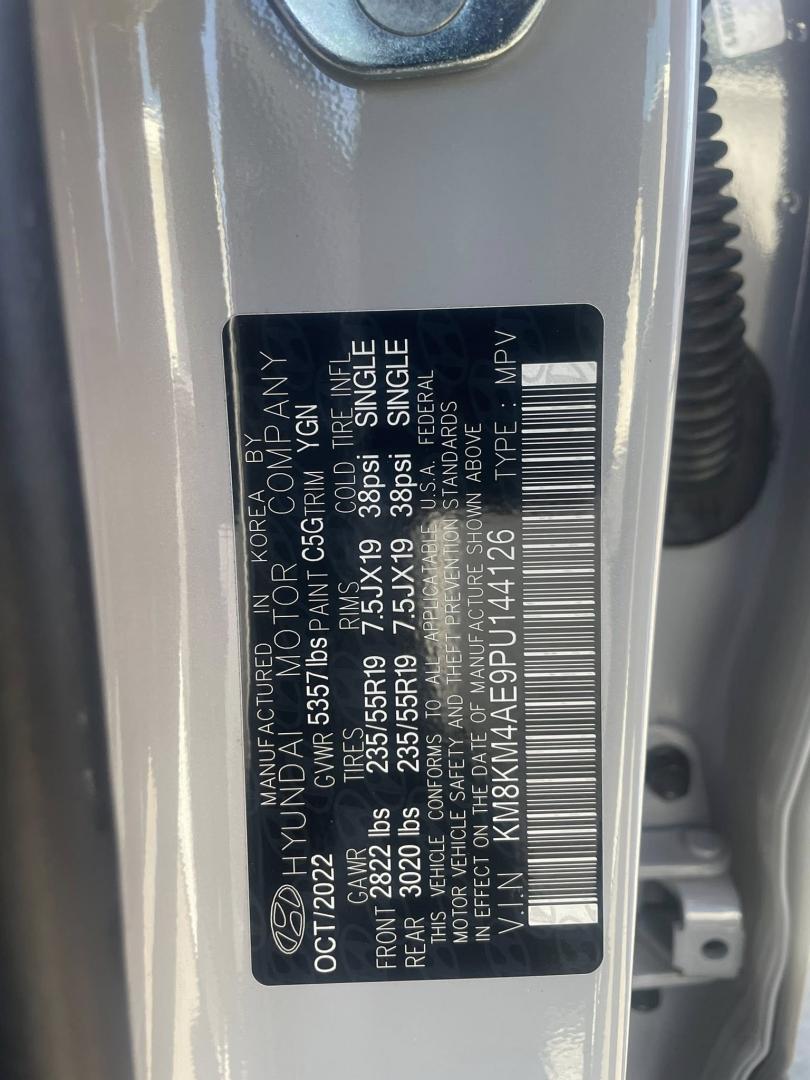 MANUFACTURED IN KOREA BY
HYUNDAI MOTOR COMPANY
OCT/2022 GVWR 5357lbs PAINT C5G TRIM YGN
GAWR TIRES RIMS COLD TIRE INFL
FRONT 2822 lbs 235/55R19 7.5JX19 38psi SINGLE
REAR 3020 lbs 235/55R19 7.5JX19 38psi SINGLE
THIS VEHICLE CONFORMS TO ALL APPLICATABLE U.S.A. FEDERAL
MOTOR VEHICLE SAFETY AND THEFT PREVENTION STANDARDS
IN EFFECT ON THE DATE OF MANUFACTURE SHOWN ABOVE
V.I.N KM8KM4AE9PU144126 TYPE : MPV